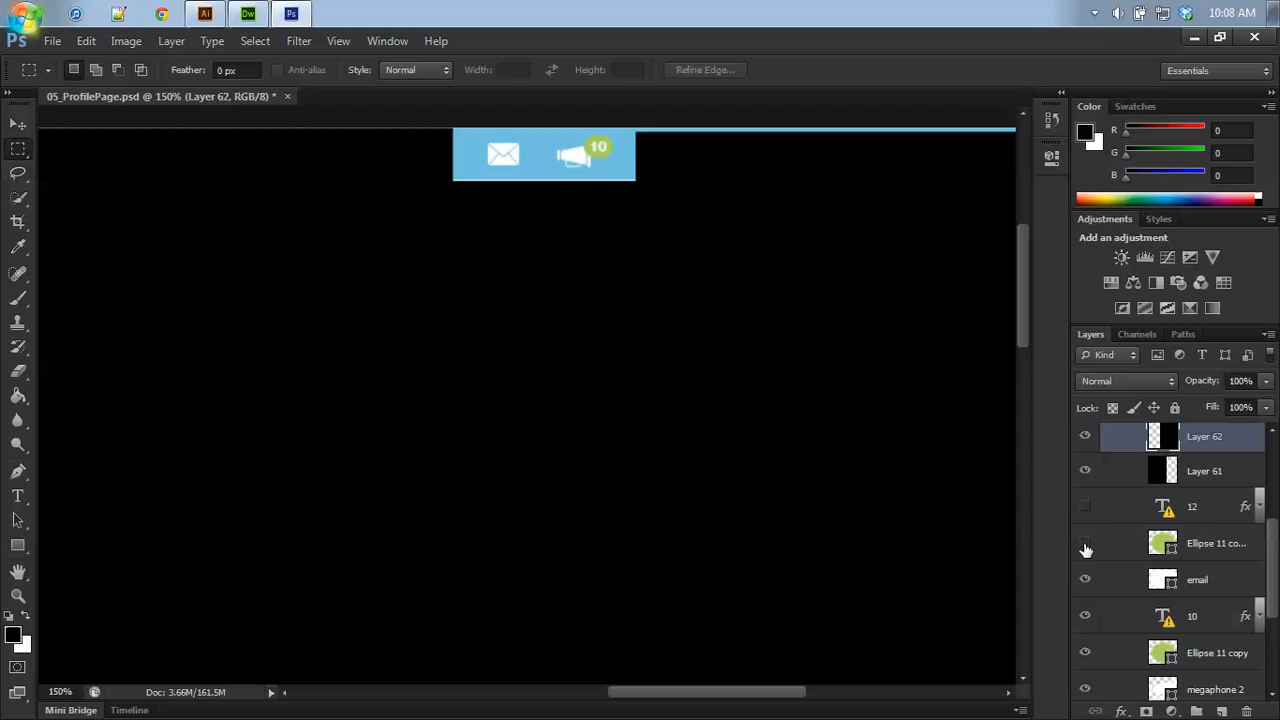 10:08 AM
Ps File Edit Image Layer Type Select Filter View Window Help
Feather: 0 px Anti-alias Style: Normal Width: Height: Refine Edge... Essentials
05_ProfilePage.psd @ 150% (Layer 62, RGB/8) * ×
10
Color Swatches
R 0
G 0
B 0
Adjustments Styles
Add an adjustment
Layers Channels Paths
Kind
Normal Opacity: 100%
Lock: Fill: 100%
Layer 62
Layer 61
12 fx
Ellipse 11 co...
email
10 fx
Ellipse 11 copy
megaphone 2
150% Doc: 3.66M/161.5M
Mini Bridge Timeline